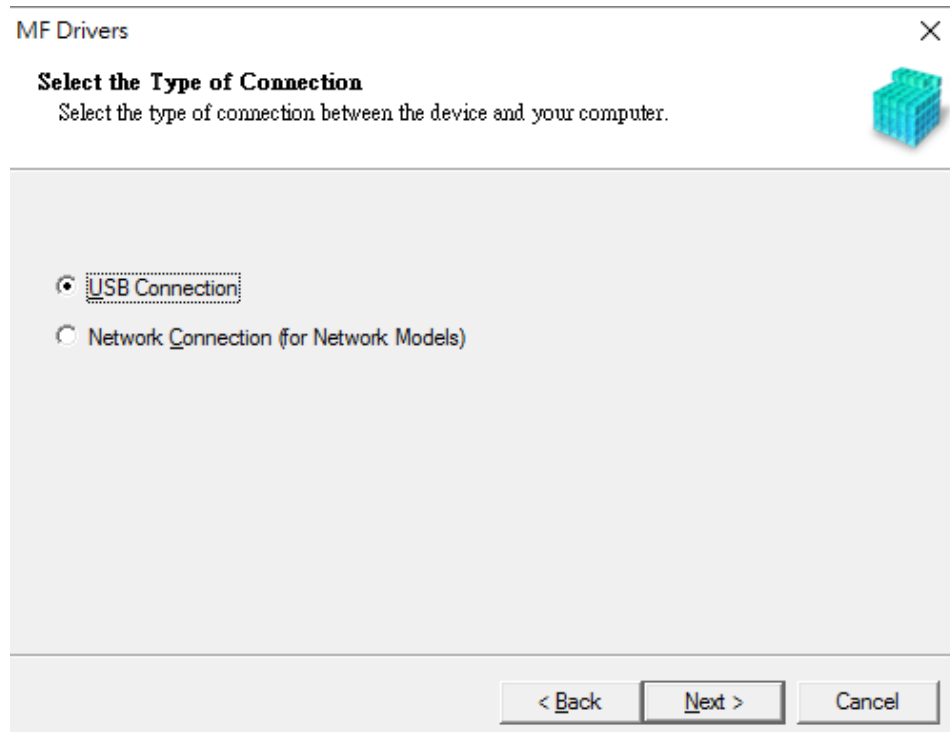 MF Drivers
Select the Type of Connection
Select the type of connection between the device and your computer.
USB Connection
Network Connection (for Network Models)
< Back
Next >
Cancel